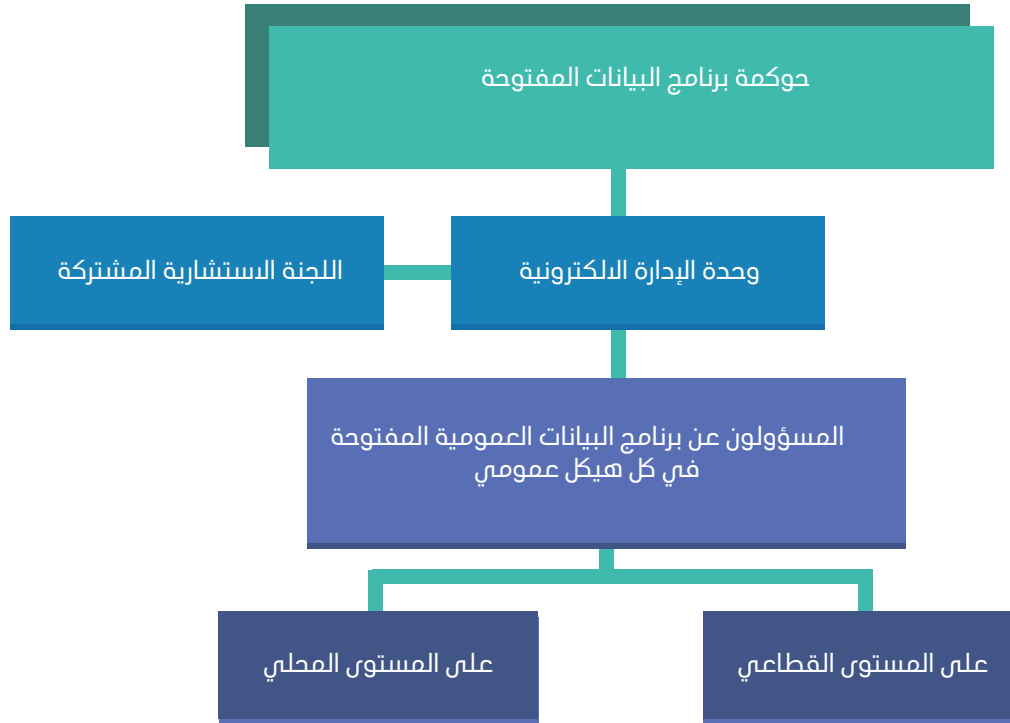 حوكمة برنامج البيانات المفتوحة
وحدة الإدارة الالكترونية
اللجنة الاستشارية المشتركة
المسؤولون عن برنامج البيانات العمومية المفتوحة
في كل هيكل عمومي
على المستوى القطاعي
على المستوى المحلي